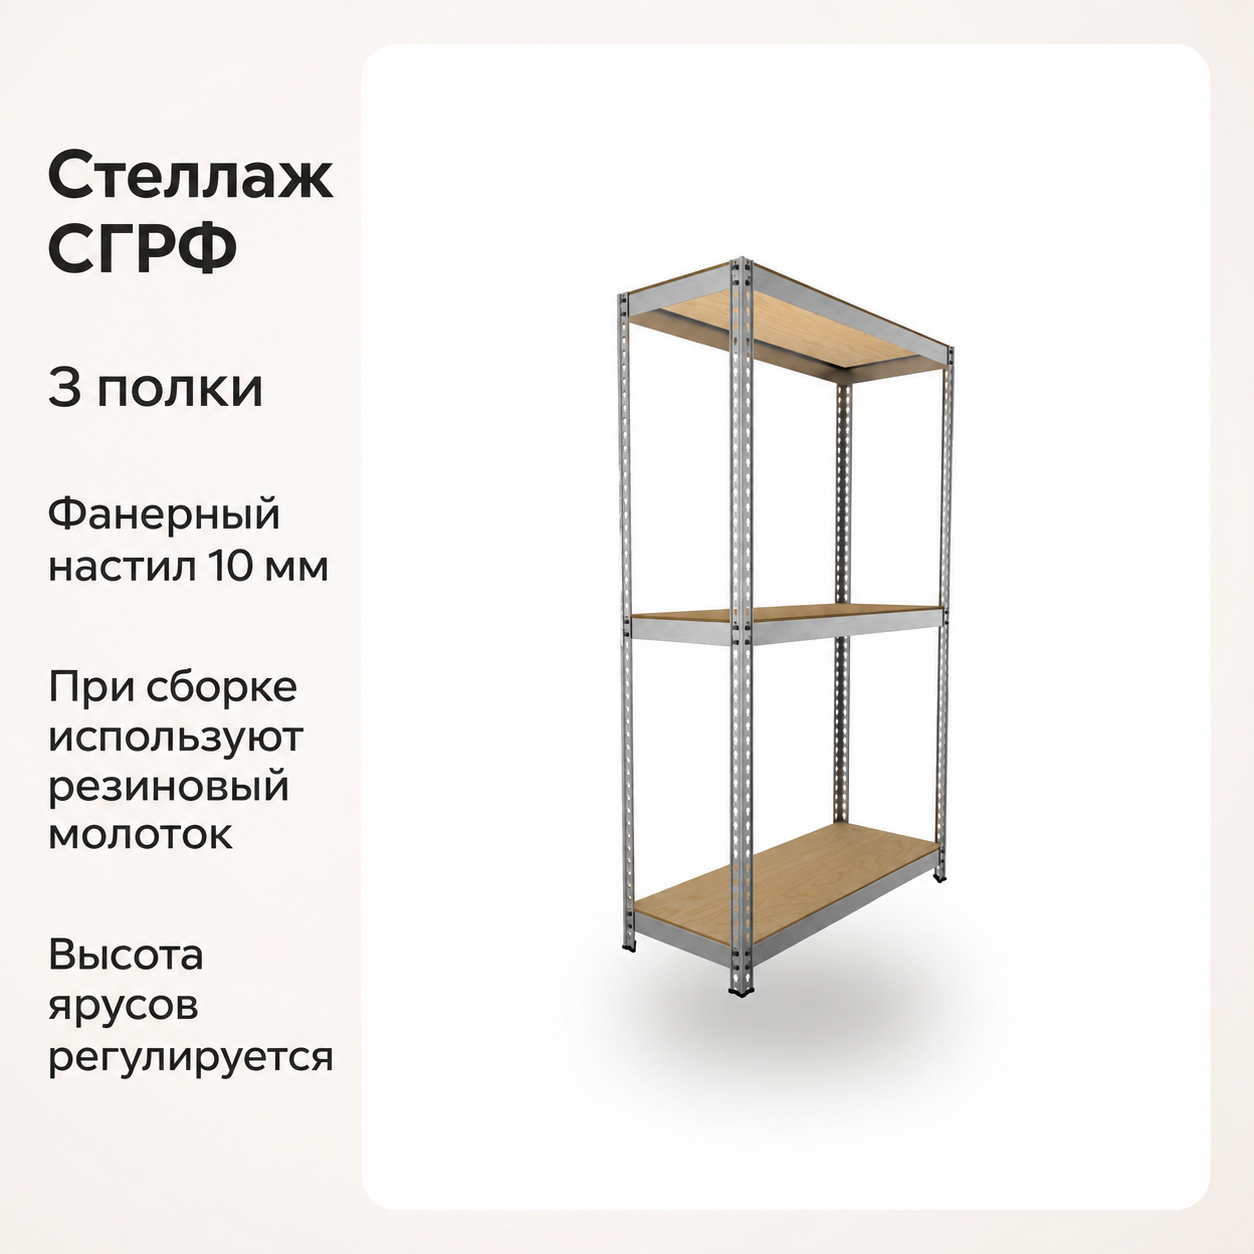 Стеллаж
СГРФ
3 полки
Фанерный
настил 10 мм
При сборке
используют
резиновый
молоток
Высота
ярусов
регулируется